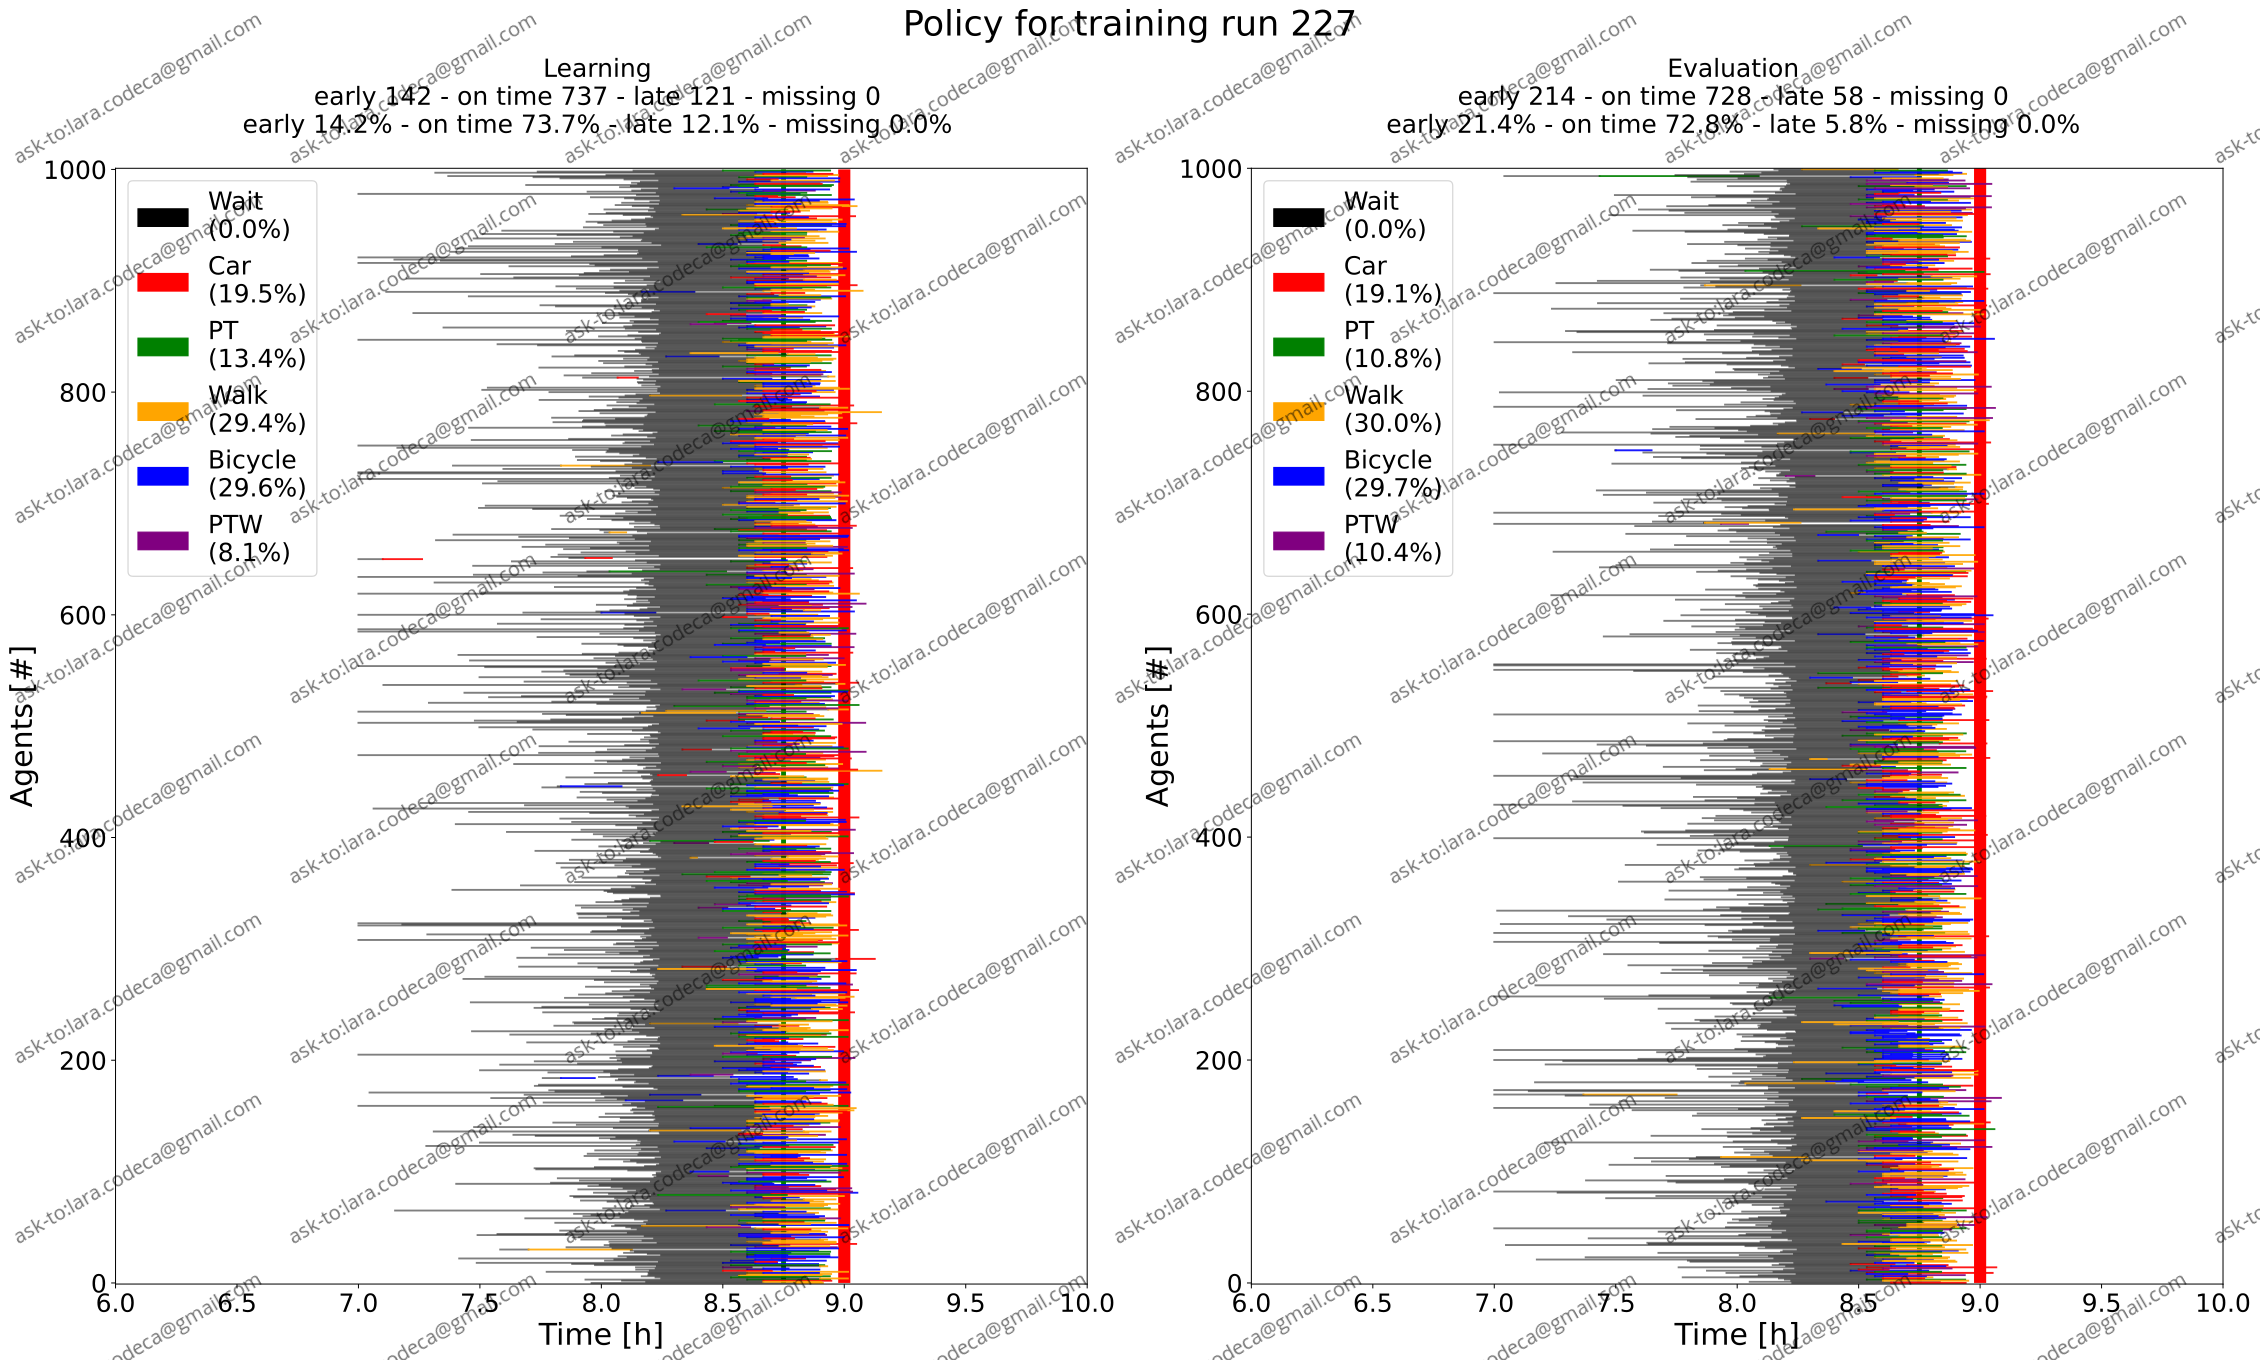 Policy for training run 227
Learning
early 142 - on time 737 - late 121 - missing 0
early 14.2% - on time 73.7% - late 12.1% - missing 0.0%
Evaluation
early 214 - on time 728 - late 58 - missing 0
early 21.4% - on time 72.8% - late 5.8% - missing 0.0%
Wait
(0.0%)
Car
(19.5%)
PT
(13.4%)
Walk
(29.4%)
Bicycle
(29.6%)
PTW
(8.1%)
1000
800
600
400
200
0
Agents [#]
6.0 6.5 7.0 7.5 8.0 8.5 9.0 9.5 10.0
Time [h]
Wait
(0.0%)
Car
(19.1%)
PT
(10.8%)
Walk
(30.0%)
Bicycle
(29.7%)
PTW
(10.4%)
1000
800
600
400
200
0
Agents [#]
6.0 6.5 7.0 7.5 8.0 8.5 9.0 9.5 10.0
Time [h]
ask-to:lara.codeca@gmail.com